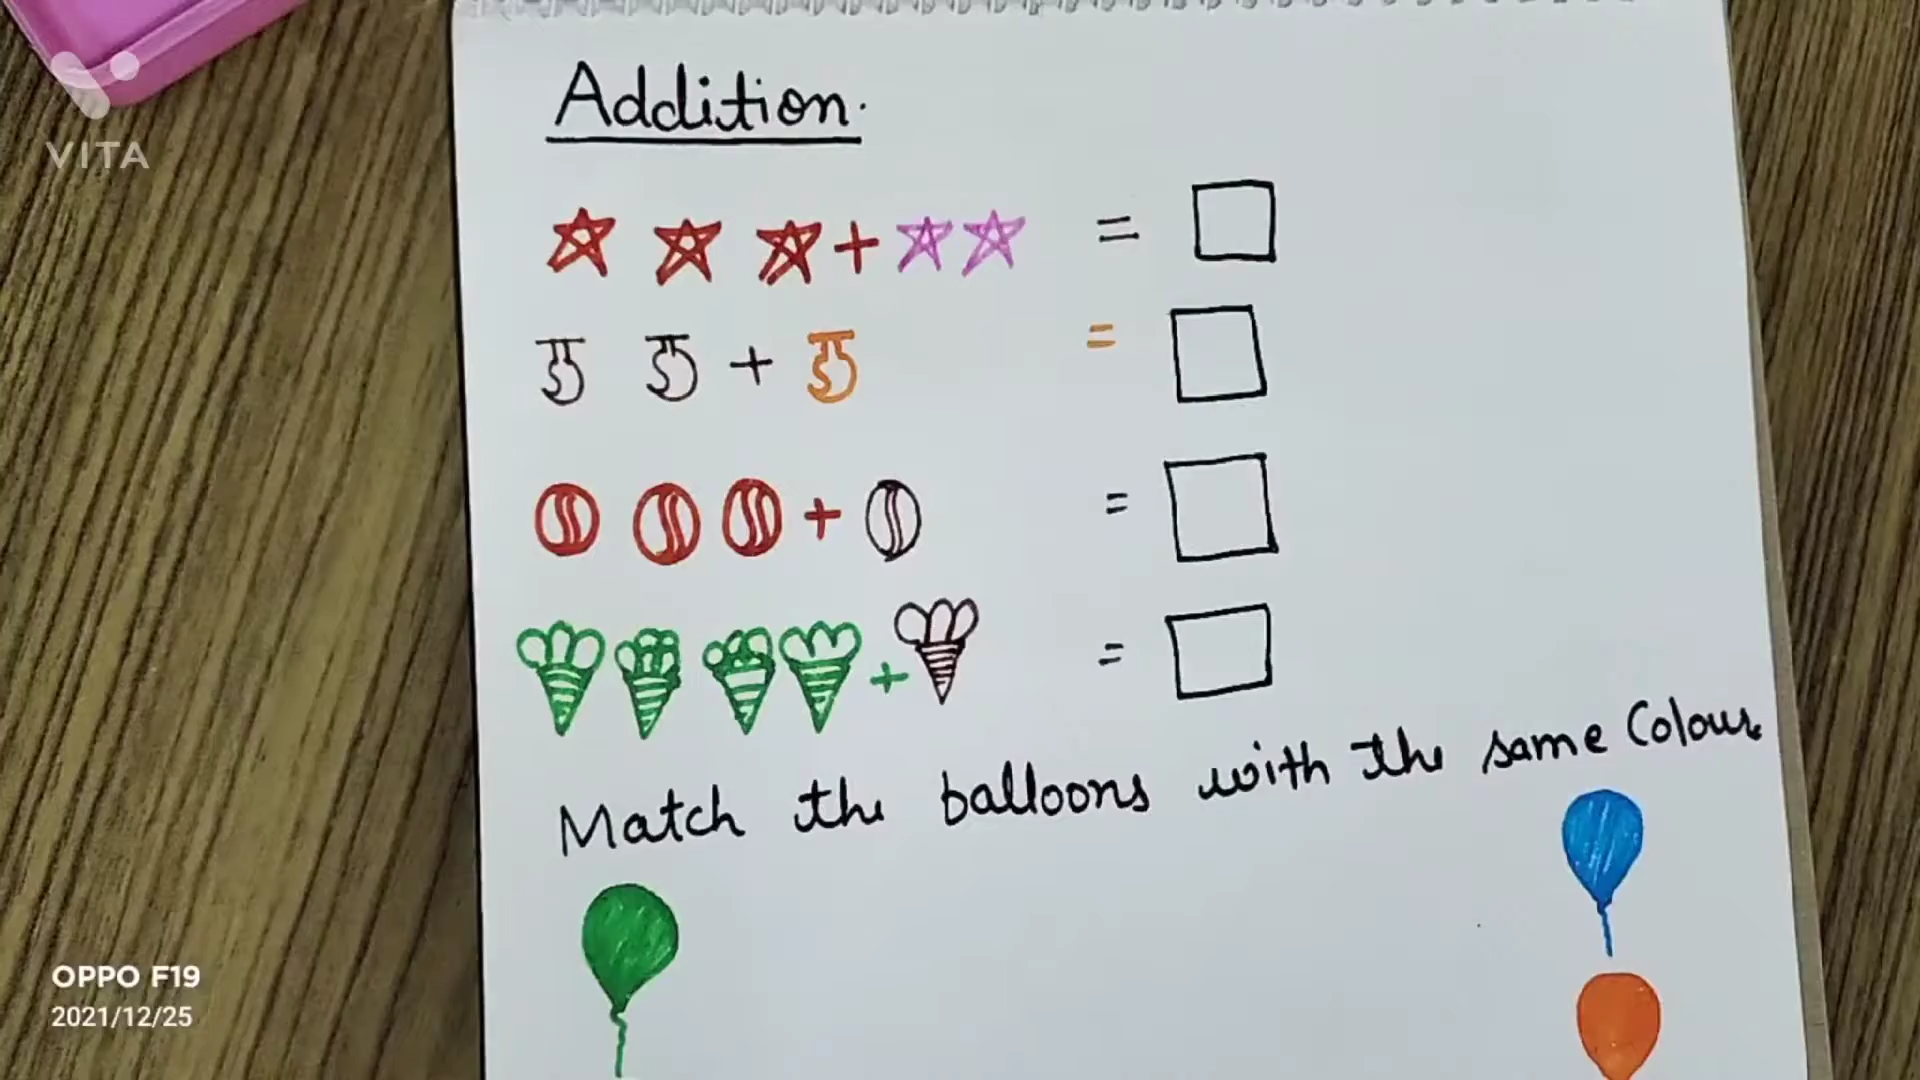 VITA
Addition.
+ =
+ =
+ =
+ =
Match the balloons with the same Colour
OPPO F19
2021/12/25